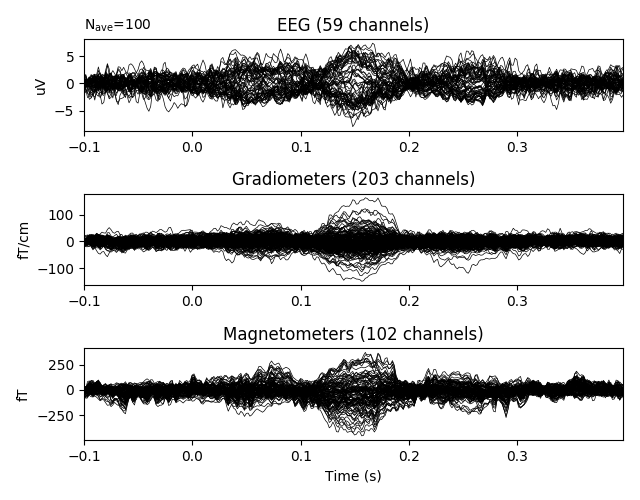 N_ave=100
EEG (59 channels)
uV
5
0
−5
−0.1 0.0 0.1 0.2 0.3
Gradiometers (203 channels)
fT/cm
100
0
−100
−0.1 0.0 0.1 0.2 0.3
Magnetometers (102 channels)
fT
250
0
−250
−0.1 0.0 0.1 0.2 0.3
Time (s)